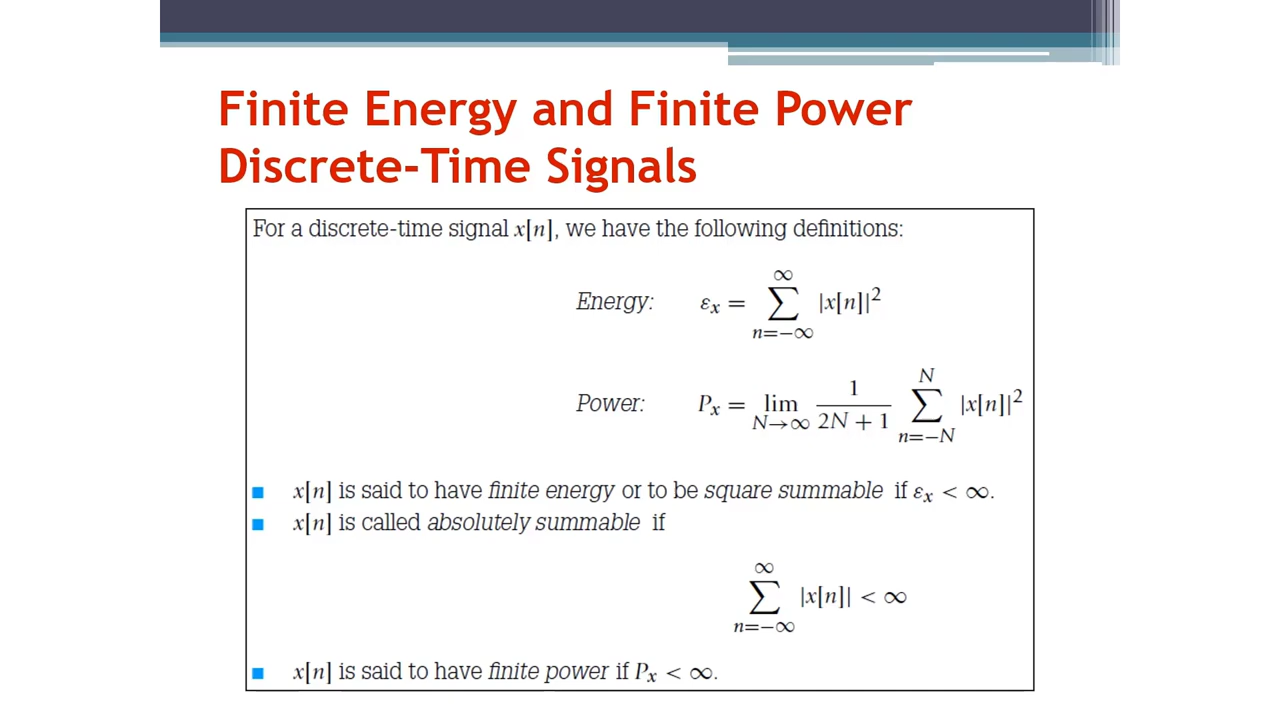 Finite Energy and Finite Power
Discrete-Time Signals
For a discrete-time signal x[n], we have the following definitions:
Energy: εx = ∑_{n=−∞}^{∞} |x[n]|²
Power: Px = lim_{N→∞} 1/(2N + 1) ∑_{n=−N}^{N} |x[n]|²
■ x[n] is said to have finite energy or to be square summable if εx < ∞.
■ x[n] is called absolutely summable if
∑_{n=−∞}^{∞} |x[n]| < ∞
■ x[n] is said to have finite power if Px < ∞.